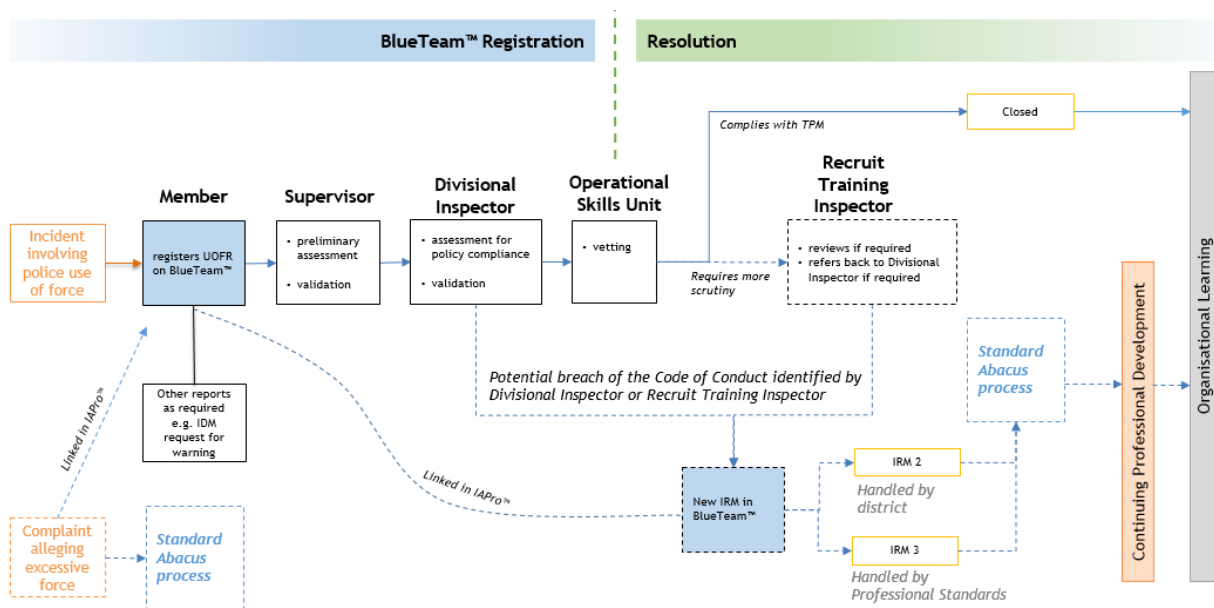 BlueTeam™ Registration
Resolution
Complies with TPM
Closed
Member
Supervisor
Divisional
Inspector
Operational
Skills Unit
Recruit
Training
Inspector
Incident
involving
police use
of force
registers UOFR
on BlueTeam™
• preliminary
assessment
• validation
• assessment for
policy compliance
• validation
• vetting
Requires more
scrutiny
• reviews if required
• refers back to Divisional
Inspector if required
Other reports
as required
e.g. IDM
request for
warning
Linked in IAPro™
Potential breach of the Code of Conduct identified by
Divisional Inspector or Recruit Training Inspector
Linked in IAPro™
New IRM in
BlueTeam™
IRM 2
Handled by
district
IRM 3
Handled by
Professional Standards
Standard
Abacus
process
Complaint
alleging
excessive
force
Standard
Abacus
process
Continuing Professional Development
Organisational Learning